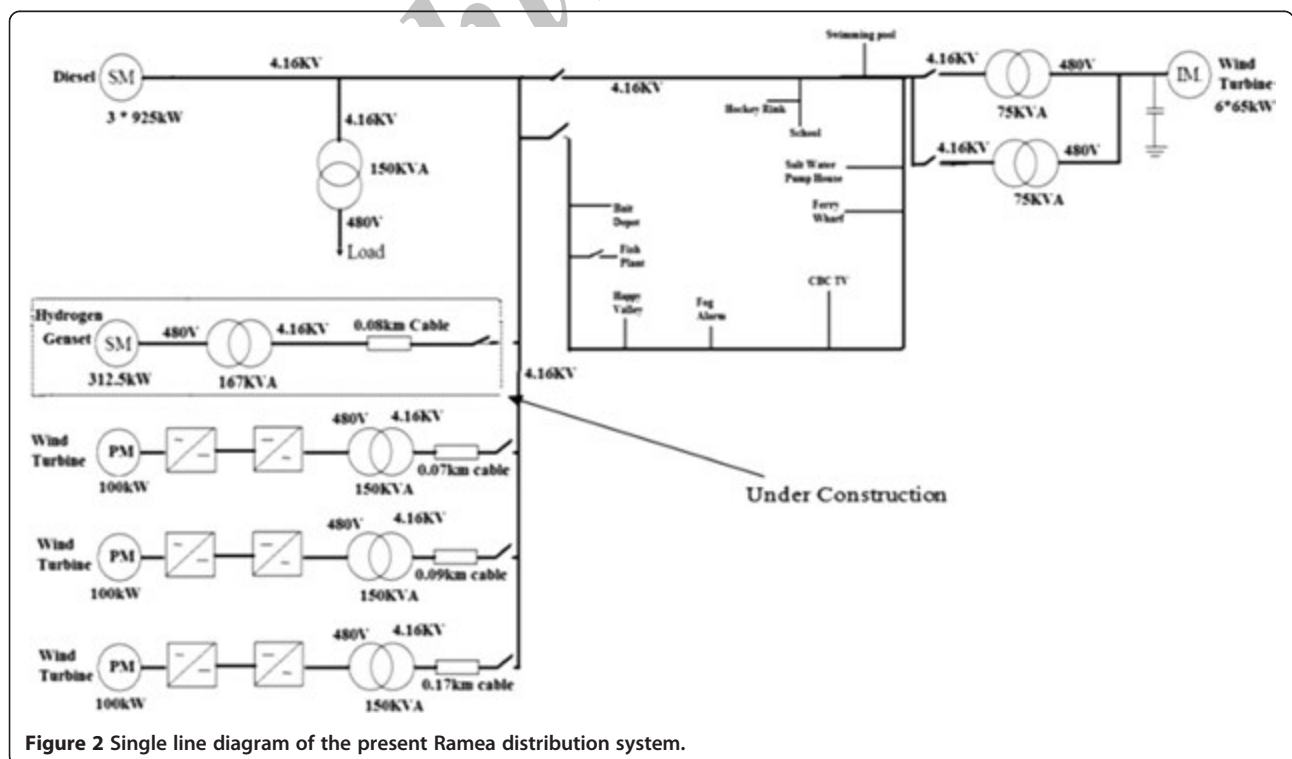 4.16KV
Diesel
SM
3 * 925kW
4.16KV
150KVA
480V
Load
4.16KV
Swimming pool
Hockey Rink
School
Salt Water
Pump House
Ferry
Wharf
CBC TV
Fog
Alarm
Happy
Valley
Bait
Depot
Fish
Plant
4.16KV
480V
75KVA
4.16KV
480V
75KVA
IM
Wind
Turbine
6*65kW
Hydrogen
Genset
SM
312.5kW
480V
4.16KV
167KVA
0.08km Cable
4.16KV
Under Construction
Wind
Turbine
PM
100kW
480V
4.16KV
150KVA
0.07km cable
Wind
Turbine
PM
100kW
480V
4.16KV
150KVA
0.09km cable
Wind
Turbine
PM
100kW
480V
4.16KV
150KVA
0.17km cable
Figure 2 Single line diagram of the present Ramea distribution system.